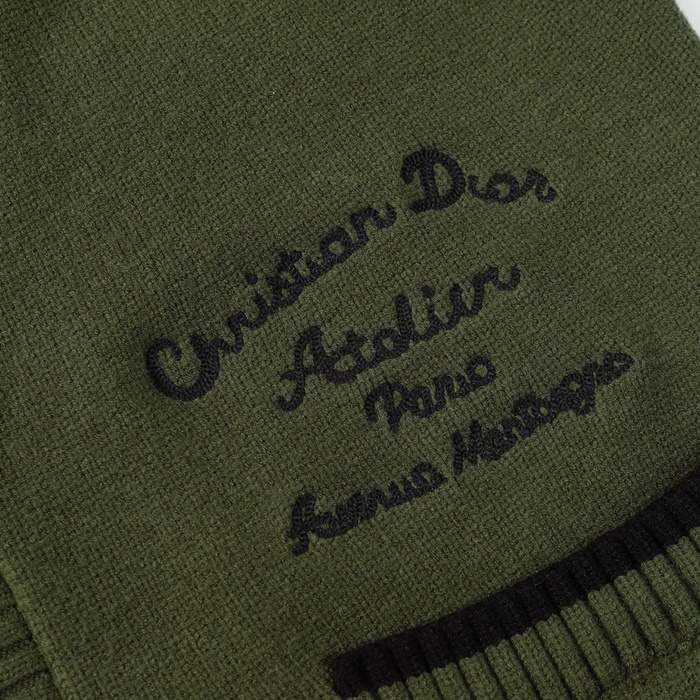 Christian Dior
Atelier
Paris
Avenue Montaigne